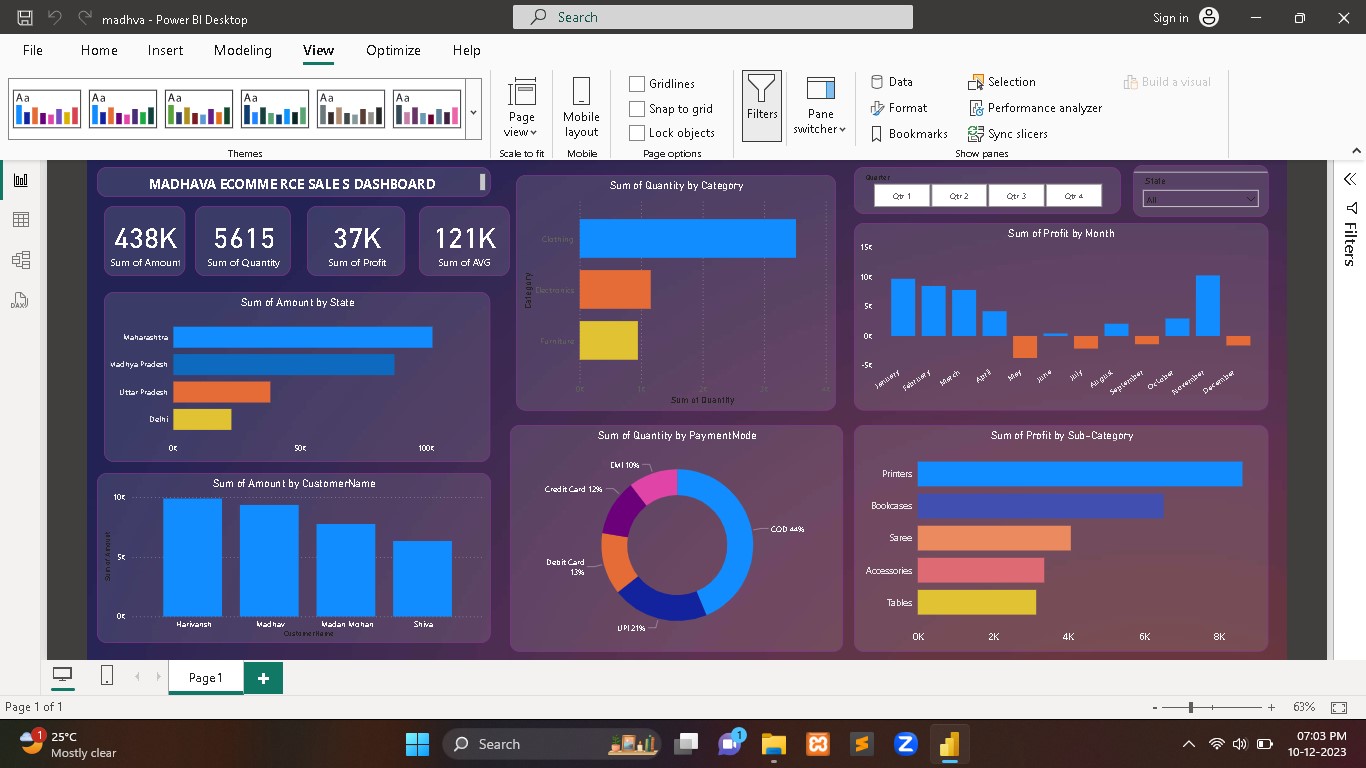 madhva - Power BI Desktop
Search
Sign in
File Home Insert Modeling View Optimize Help
Aa Aa Aa Aa Aa Aa
Themes
Page view
Scale to fit
Mobile layout
Mobile
Gridlines
Snap to grid
Lock objects
Page options
Filters
Pane switcher
Data
Format
Bookmarks
Selection
Performance analyzer
Sync slicers
Build a visual
Show panes
MADHAVA ECOMMERCE SALES DASHBOARD
438K
Sum of Amount
5615
Sum of Quantity
37K
Sum of Profit
121K
Sum of AVG
Sum of Amount by State
Maharashtra
Madhya Pradesh
Uttar Pradesh
Delhi
0K 50K 100K
Sum of Amount by CustomerName
10K
5K
0K
Sum of Amount
Harivansh Madhav Madan Mohan Shiva
CustomerName
Sum of Quantity by Category
Category
Clothing
Electronics
Furniture
0K 1K 2K 3K 4K
Sum of Quantity
Sum of Quantity by PaymentMode
EMI 10%
Credit Card 12%
Debit Card
13%
UPI 21%
COD 44%
Quarter
Qtr 1 Qtr 2 Qtr 3 Qtr 4
State
All
Sum of Profit by Month
15K
10K
5K
0K
-5K
January February March April May June July August September October November December
Sum of Profit by Sub-Category
Printers
Bookcases
Saree
Accessories
Tables
0K 2K 4K 6K 8K
Filters
DAX
Page 1
Page 1 of 1
- + 63%
1
25°C
Mostly clear
Search
1
Z
07:03 PM
10-12-2023